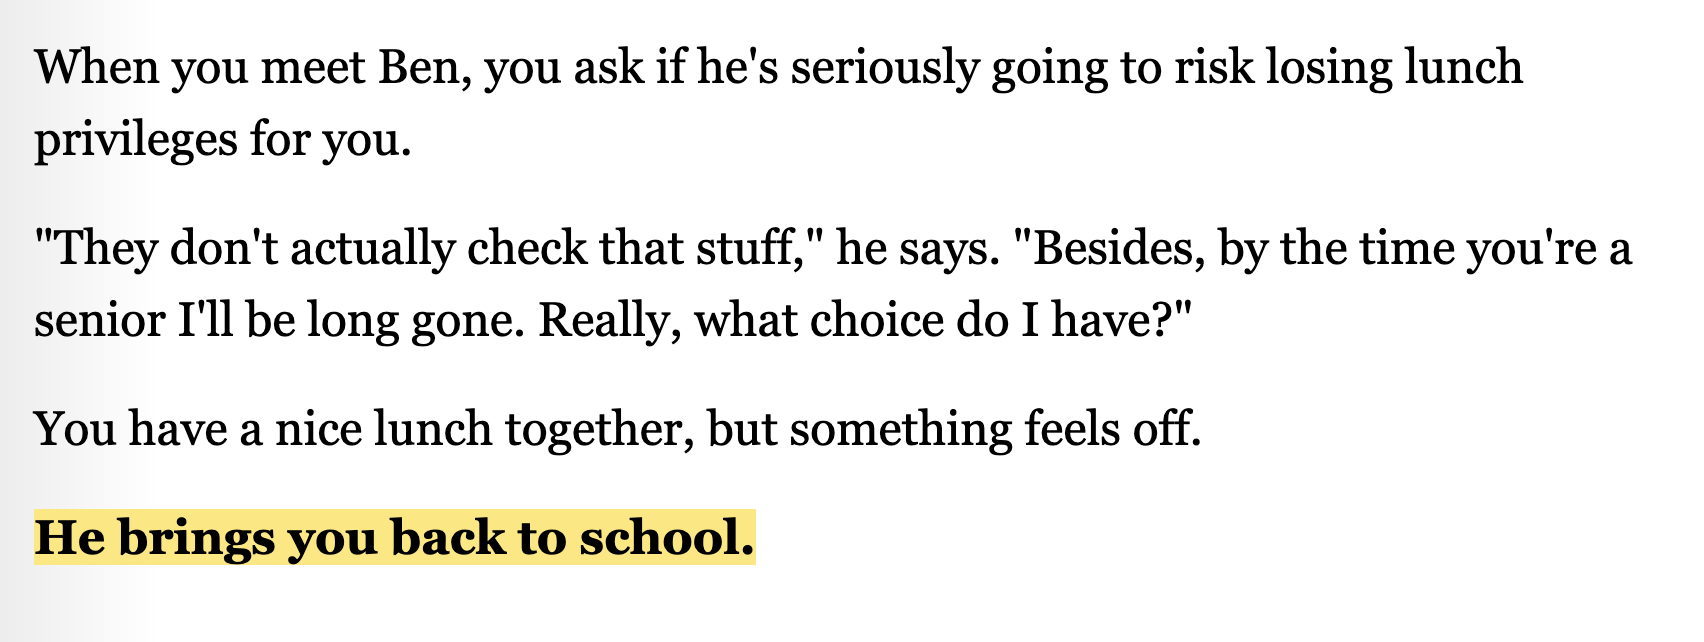 When you meet Ben, you ask if he's seriously going to risk losing lunch
privileges for you.
"They don't actually check that stuff," he says. "Besides, by the time you're a
senior I'll be long gone. Really, what choice do I have?"
You have a nice lunch together, but something feels off.
He brings you back to school.